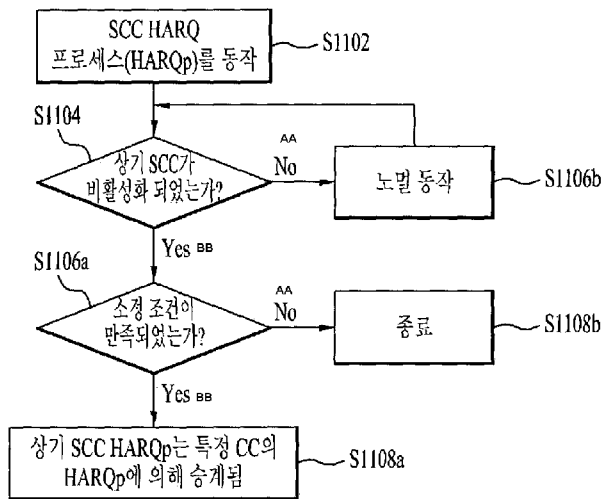 SCC HARQ
프로세스(HARQp)를 동작
S1102
S1104
상기 SCC가
비활성화 되었는가?
AA
No
노멀 동작
S1106b
Yes BB
S1106a
소정 조건이
만족되었는가?
AA
No
종료
S1108b
Yes BB
상기 SCC HARQp는 특정 CC의
HARQp에 의해 승계됨
S1108a